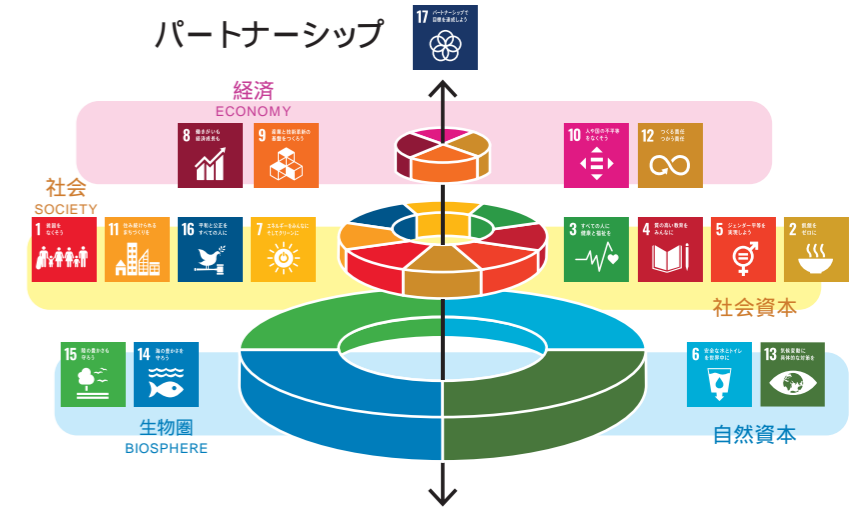 パートナーシップ
17 パートナーシップで
目標を達成しよう
経済
ECONOMY
8 働きがいも
経済成長も
9 産業と技術革新の
基盤をつくろう
10 人や国の不平等
をなくそう
12 つくる責任
つかう責任
社会
SOCIETY
1 貧困を
なくそう
11 住み続けられる
まちづくりを
16 平和と公正を
すべての人に
7 エネルギーをみんなに
そしてクリーンに
3 すべての人に
健康と福祉を
4 質の高い教育を
みんなに
5 ジェンダー平等を
実現しよう
2 飢餓を
ゼロに
社会資本
15 陸の豊かさも
守ろう
14 海の豊かさを
守ろう
6 安全な水とトイレ
を世界中に
13 気候変動に
具体的な対策を
生物圏
BIOSPHERE
自然資本